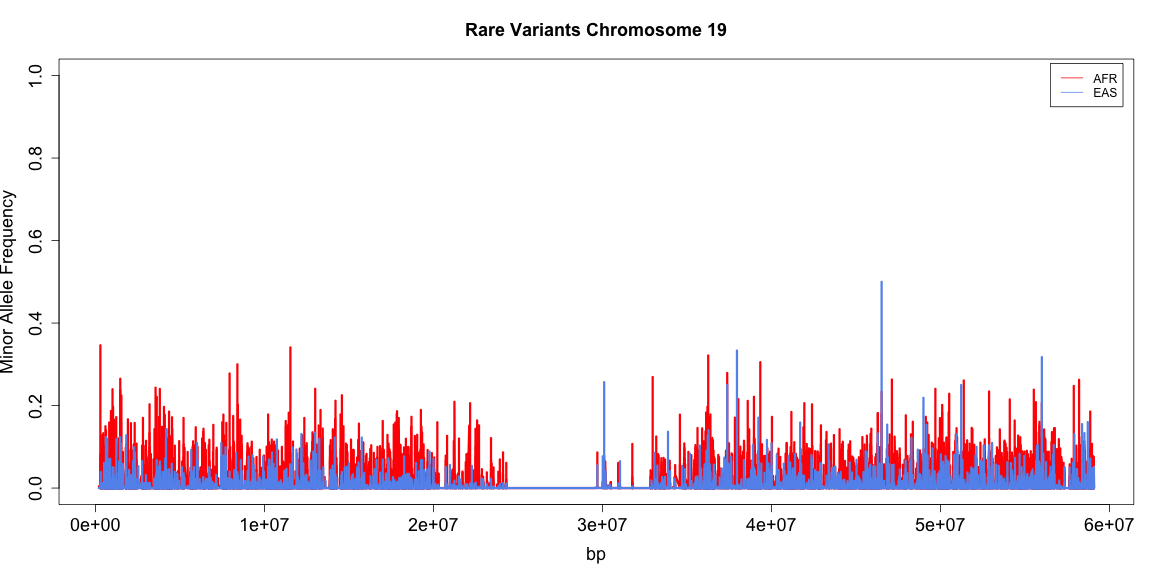 Rare Variants Chromosome 19
AFR
EAS
Minor Allele Frequency
1.0
0.8
0.6
0.4
0.2
0.0
0e+00 1e+07 2e+07 3e+07 4e+07 5e+07 6e+07
bp